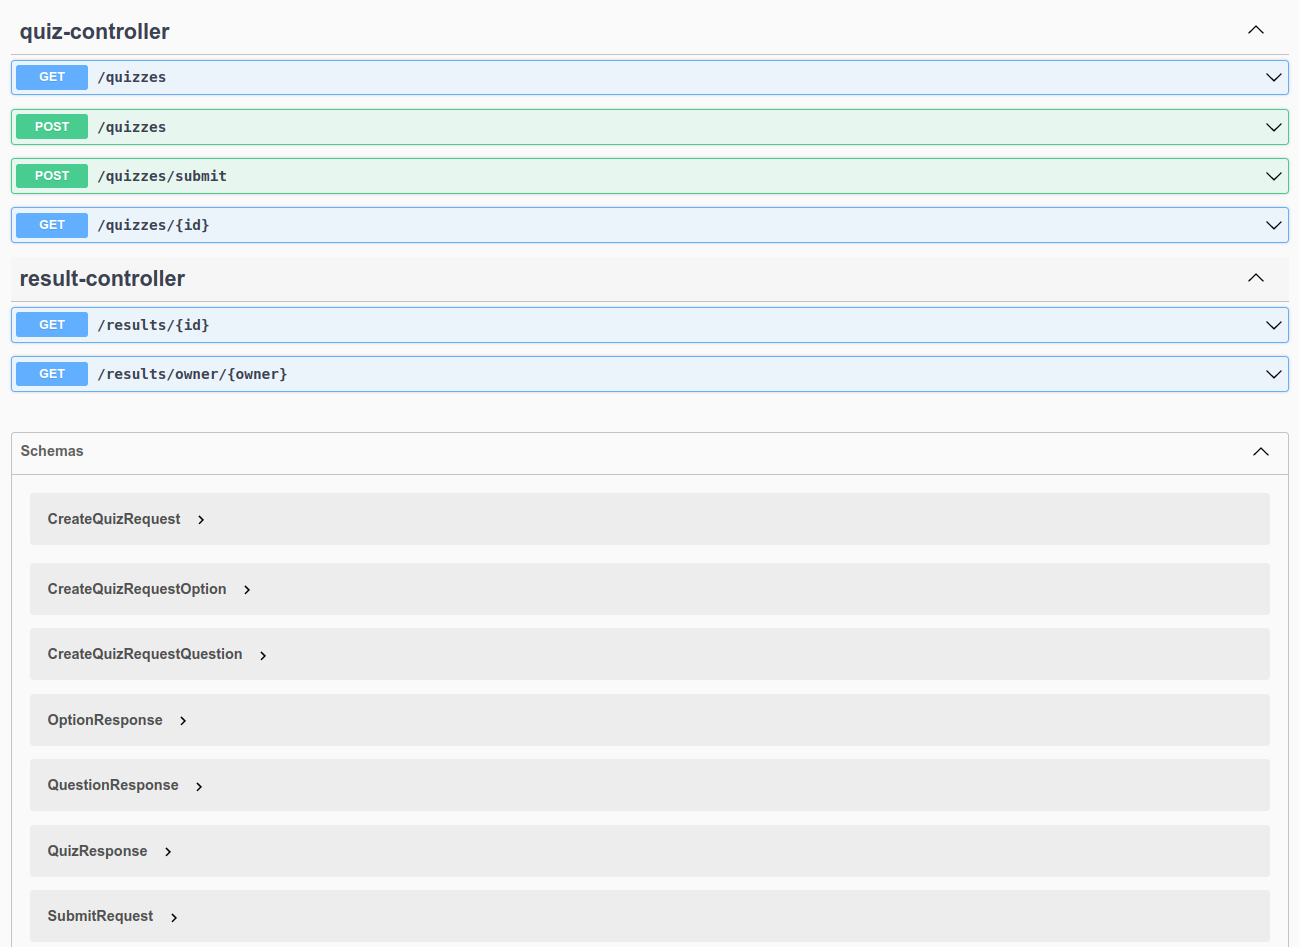 quiz-controller
GET /quizzes
POST /quizzes
POST /quizzes/submit
GET /quizzes/{id}
result-controller
GET /results/{id}
GET /results/owner/{owner}
Schemas
CreateQuizRequest
CreateQuizRequestOption
CreateQuizRequestQuestion
OptionResponse
QuestionResponse
QuizResponse
SubmitRequest